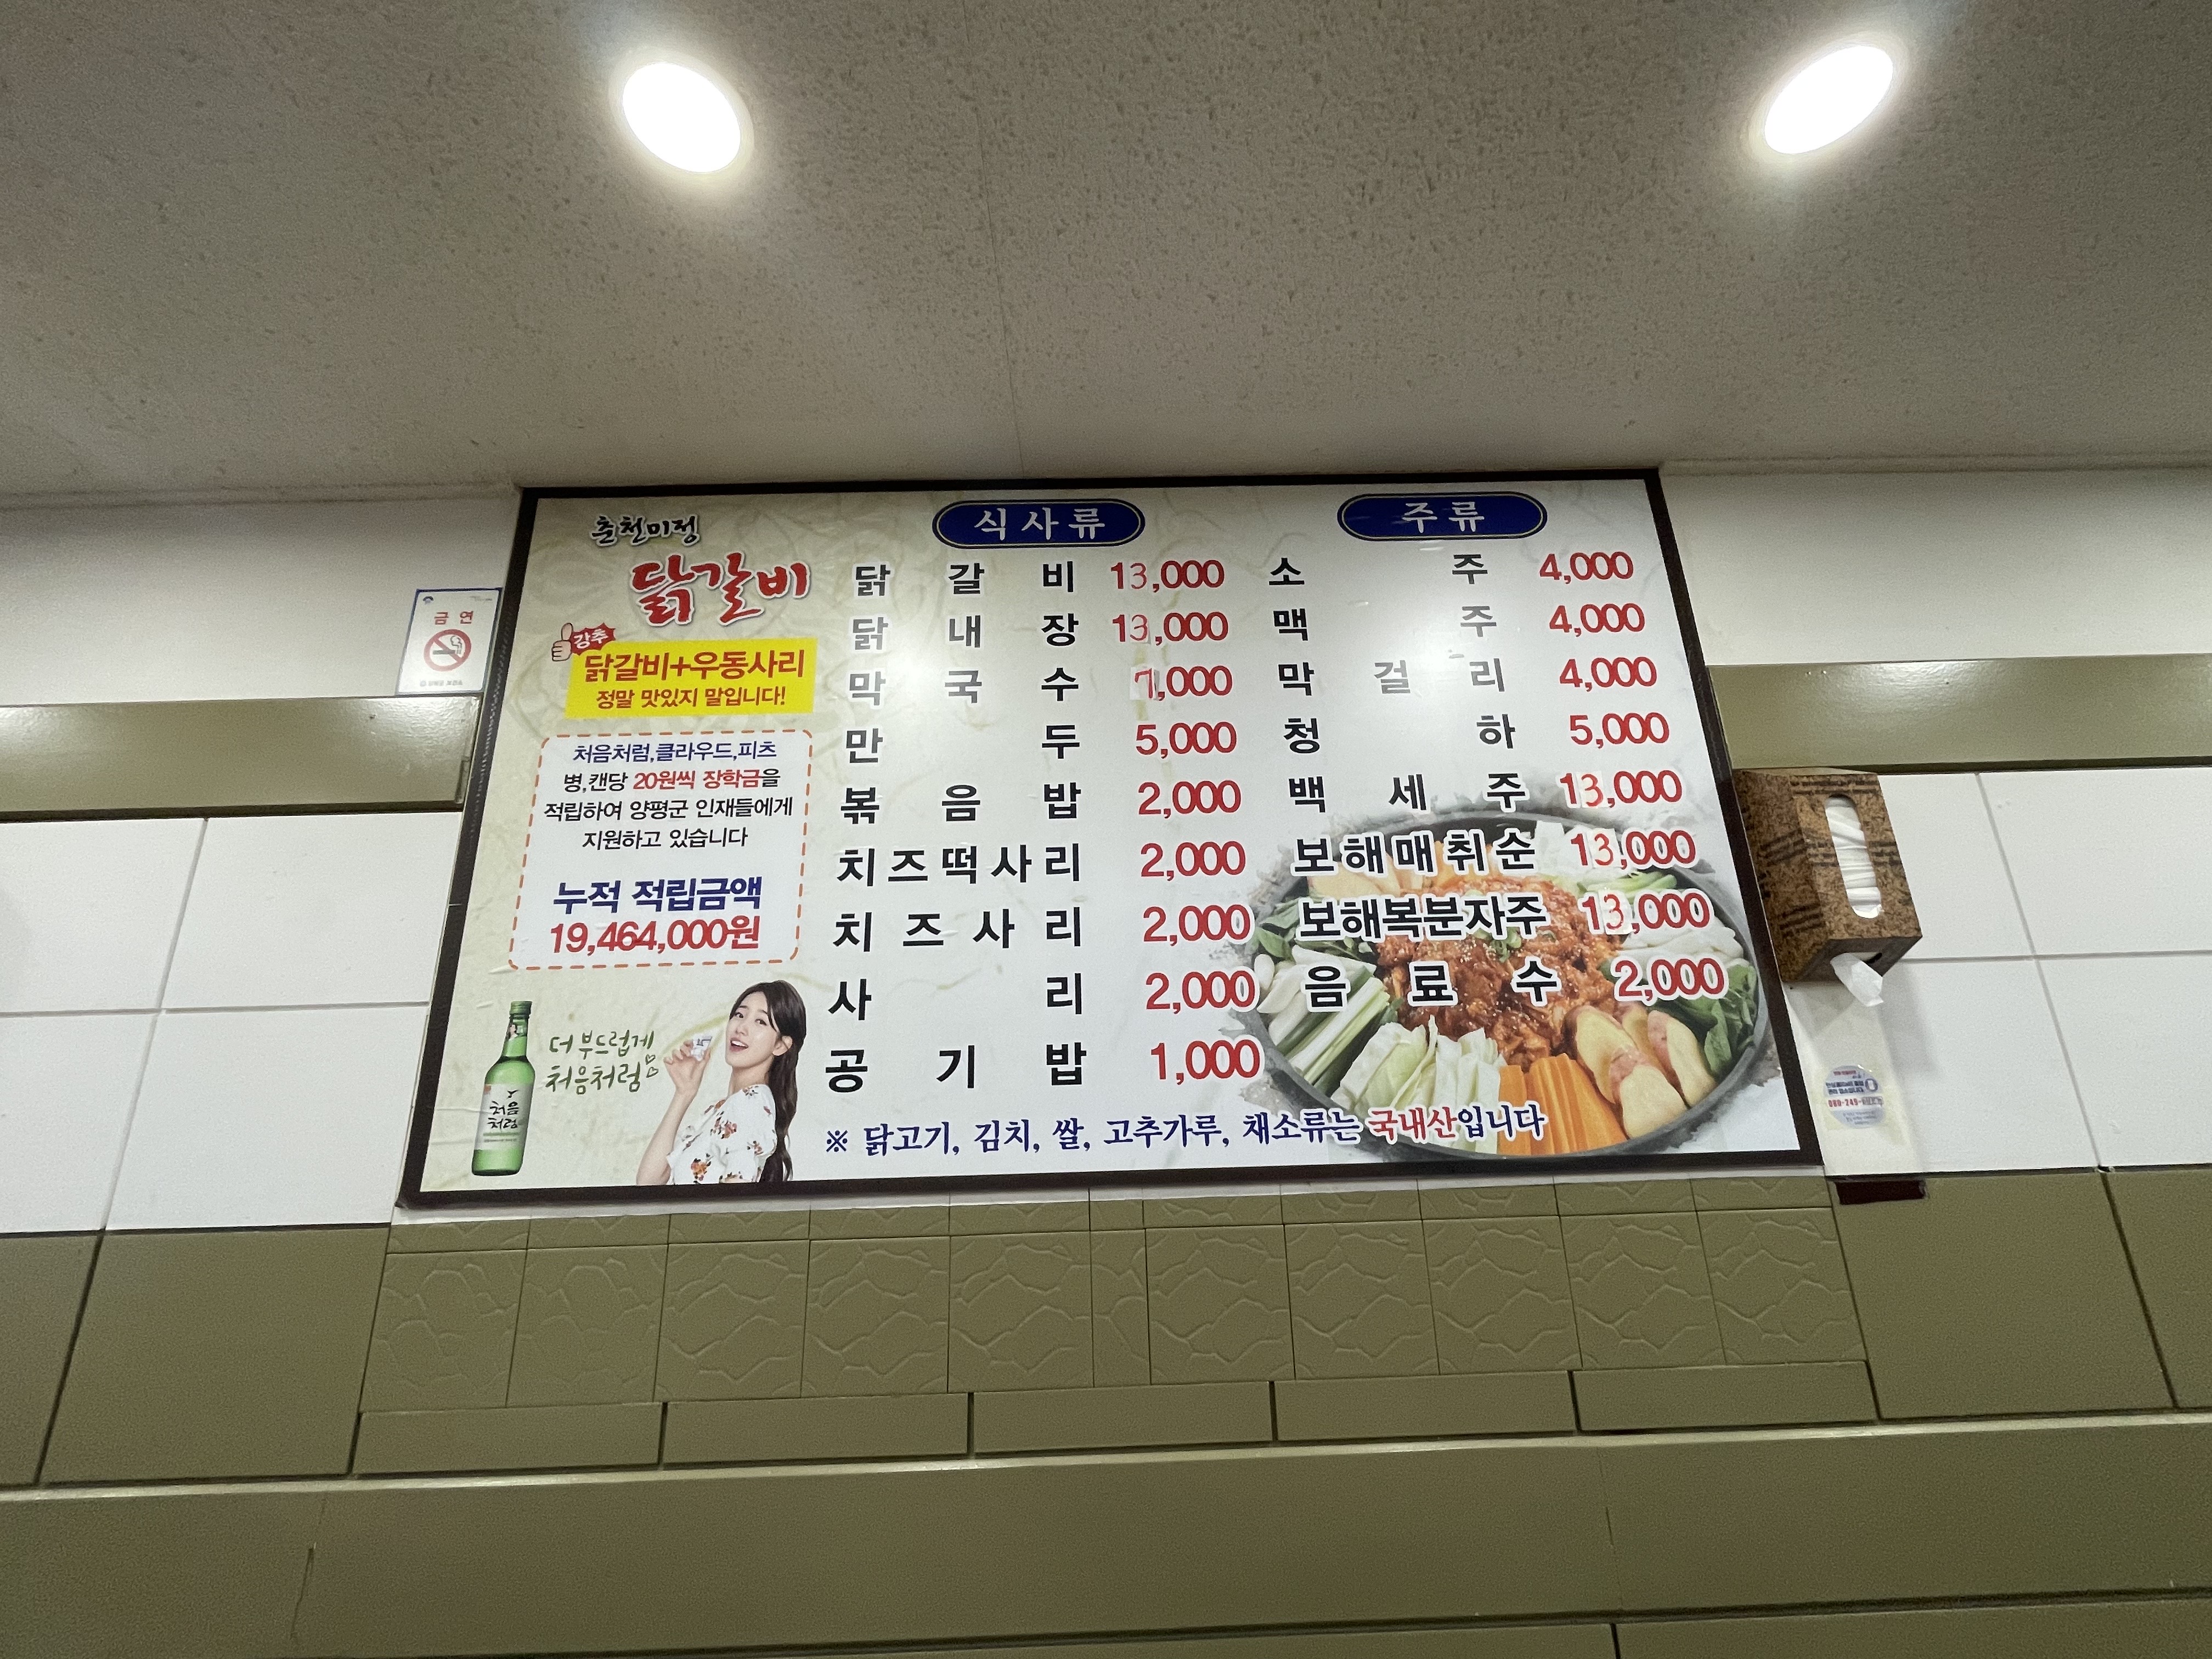 춘천미정
닭갈비
강추
닭갈비+우동사리
정말 맛있지 말입니다!
처음처럼,클라우드,피츠
병,캔당 20원씩 장학금을
적립하여 양평군 인재들에게
지원하고 있습니다
누적 적립금액
19,464,000원
더 부드럽게
처음처럼
처음
처럼
식사류
닭갈비 13,000
닭내장 13,000
막국수 7,000
만두 5,000
볶음밥 2,000
치즈떡사리 2,000
치즈사리 2,000
사리 2,000
공기밥 1,000
주류
소주 4,000
맥주 4,000
막걸리 4,000
청하 5,000
백세주 13,000
보해매취순 13,000
보해복분자주 13,000
음료수 2,000
※ 닭고기, 김치, 쌀, 고추가루, 채소류는 국내산입니다
금연